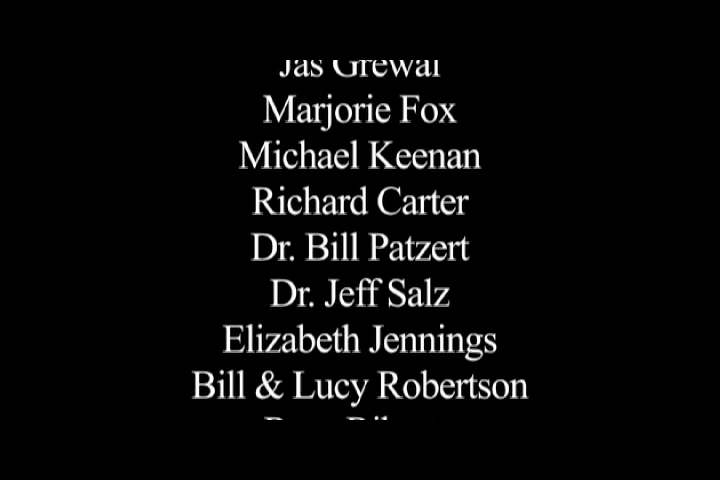 Jas Grewal
Marjorie Fox
Michael Keenan
Richard Carter
Dr. Bill Patzert
Dr. Jeff Salz
Elizabeth Jennings
Bill & Lucy Robertson